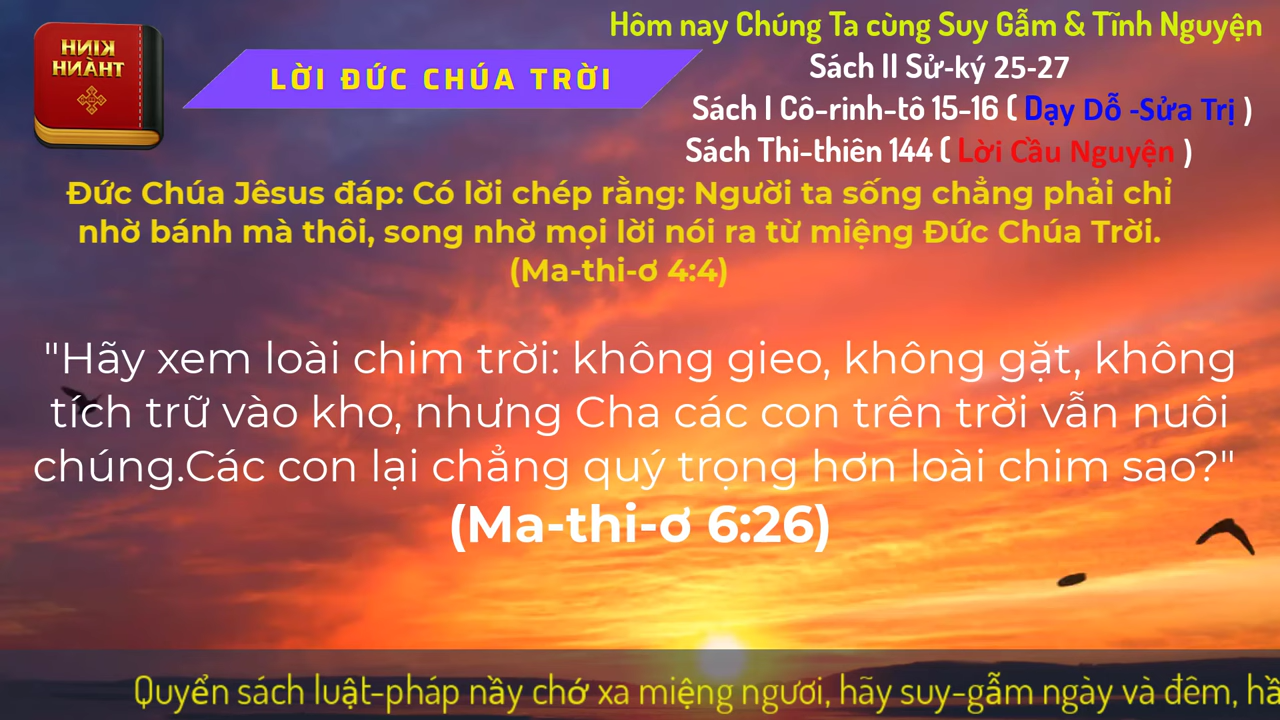 KINH
THÀNH
LỜI ĐỨC CHÚA TRỜI
Hôm nay Chúng Ta cùng Suy Gẫm & Tĩnh Nguyện
Sách II Sử-ký 25-27
Sách I Cô-rinh-tô 15-16 ( Dạy Dỗ -Sửa Trị )
Sách Thi-thiên 144 ( Lời Cầu Nguyện )
Đức Chúa Jêsus đáp: Có lời chép rằng: Người ta sống chẳng phải chỉ
nhờ bánh mà thôi, song nhờ mọi lời nói ra từ miệng Đức Chúa Trời.
(Ma-thi-ơ 4:4)
"Hãy xem loài chim trời: không gieo, không gặt, không
tích trữ vào kho, nhưng Cha các con trên trời vẫn nuôi
chúng.Các con lại chẳng quý trọng hơn loài chim sao?"
(Ma-thi-ơ 6:26)
Quyển sách luật-pháp nầy chớ xa miệng ngươi, hãy suy-gẫm ngày và đêm,